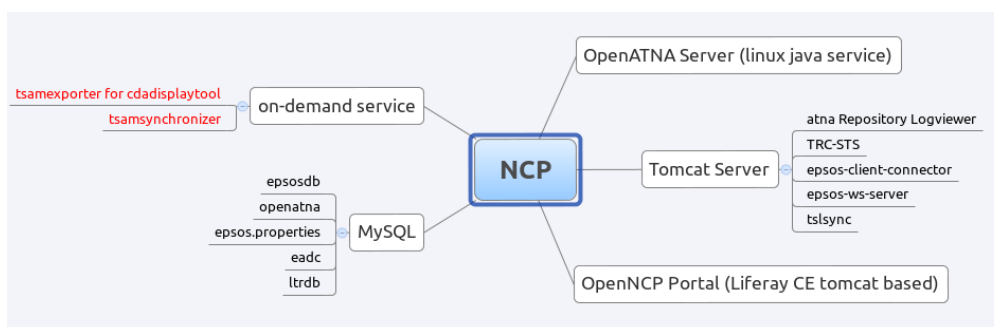 OpenATNA Server (linux java service)
tsamexporter for cdadisplaytool
tsamsynchronizer
on-demand service
NCP
Tomcat Server
atna Repository Logviewer
TRC-STS
epsos-client-connector
epsos-ws-server
tslsync
epsosdb
openatna
epsos.properties
eadc
ltrdb
MySQL
OpenNCP Portal (Liferay CE tomcat based)